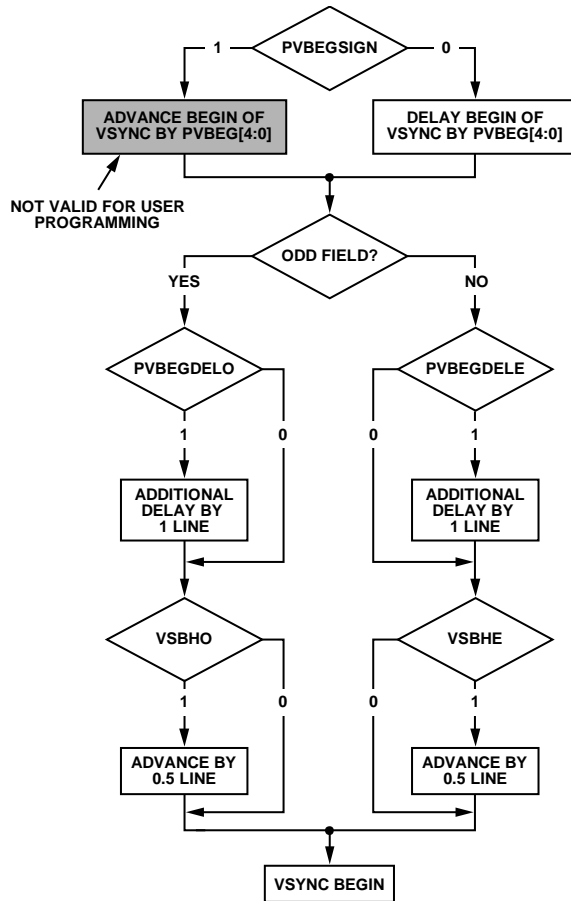 PVBEGSIGN
1
0
ADVANCE BEGIN OF
VSYNC BY PVBEG[4:0]
DELAY BEGIN OF
VSYNC BY PVBEG[4:0]
NOT VALID FOR USER
PROGRAMMING
ODD FIELD?
YES
NO
PVBEGDELO
PVBEGDELE
1
0
0
1
ADDITIONAL
DELAY BY
1 LINE
ADDITIONAL
DELAY BY
1 LINE
VSBHO
VSBHE
1
0
0
1
ADVANCE BY
0.5 LINE
ADVANCE BY
0.5 LINE
VSYNC BEGIN